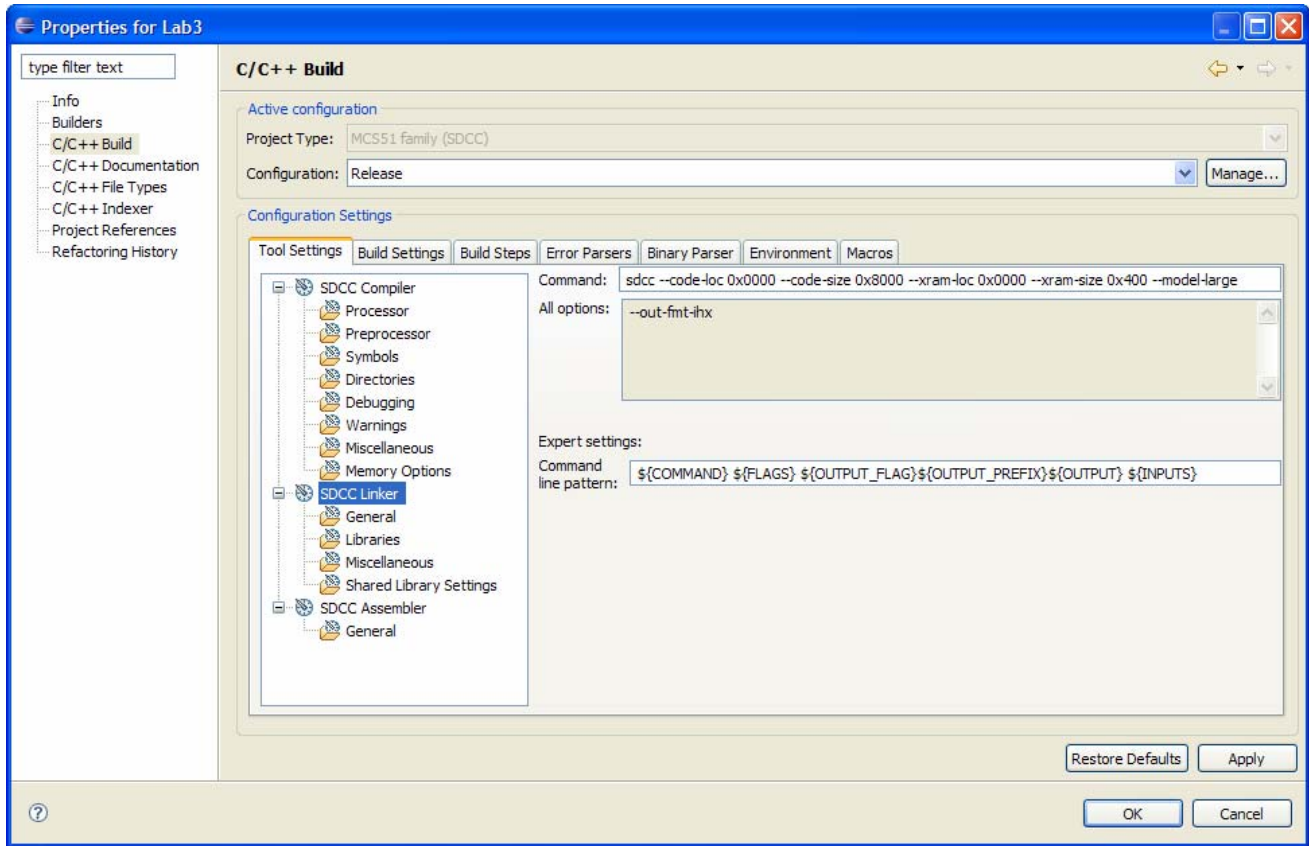 Properties for Lab3
type filter text
Info
Builders
C/C++ Build
C/C++ Documentation
C/C++ File Types
C/C++ Indexer
Project References
Refactoring History
C/C++ Build
Active configuration
Project Type: MCS51 family (SDCC)
Configuration: Release Manage...
Configuration Settings
Tool Settings Build Settings Build Steps Error Parsers Binary Parser Environment Macros
SDCC Compiler
Processor
Preprocessor
Symbols
Directories
Debugging
Warnings
Miscellaneous
Memory Options
SDCC Linker
General
Libraries
Miscellaneous
Shared Library Settings
SDCC Assembler
General
Command: sdcc --code-loc 0x0000 --code-size 0x8000 --xram-loc 0x0000 --xram-size 0x400 --model-large
All options: --out-fmt-ihx
Expert settings:
Command
line pattern: ${COMMAND} ${FLAGS} ${OUTPUT_FLAG}${OUTPUT_PREFIX}${OUTPUT} ${INPUTS}
Restore Defaults Apply
? OK Cancel